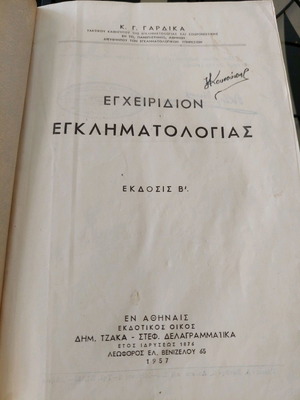 Κ. Γ. ΓΑΡΔΙΚΑ
ΕΓΧΕΙΡΙΔΙΟΝ
ΕΓΚΛΗΜΑΤΟΛΟΓΙΑΣ
ΕΚΔΟΣΙΣ Β'.
ΕΝ ΑΘΗΝΑΙΣ
ΕΚΔΟΤΙΚΟΣ ΟΙΚΟΣ
ΔΗΜ. ΤΖΑΚΑ - ΣΤΕΦ. ΔΕΛΑΓΡΑΜΜΑΤΙΚΑ
ΕΤΟΣ ΙΔΡΥΣΕΩΣ 1876
ΛΕΩΦΟΡΟΣ ΕΛ. ΒΕΝΙΖΕΛΟΥ 65
1957